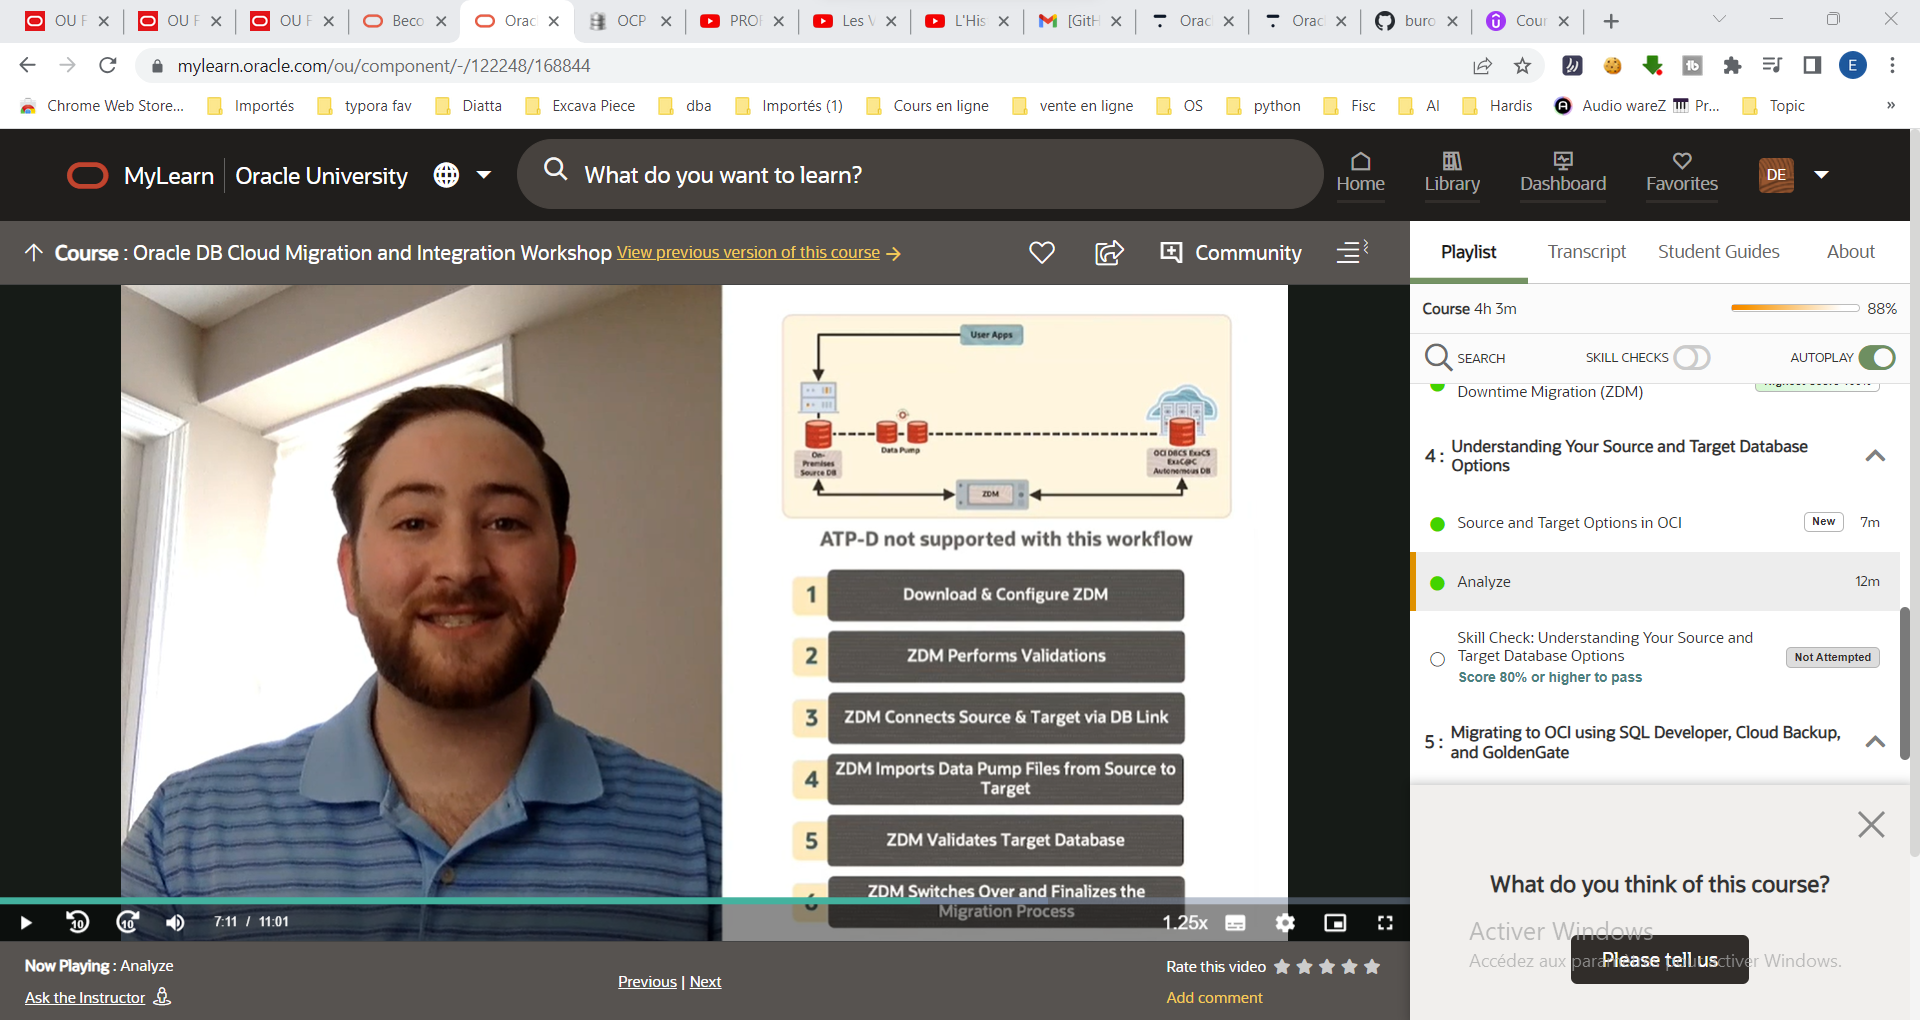 OU F
OU F
OU F
Beco
Orac
OCP
PROF
Les V
L'His
[GitH
Orac
Orac
buro
Cour
mylearn.oracle.com/ou/component/-/122248/168844
E
Chrome Web Store...
Importés
typora fav
Diatta
Excava Piece
dba
Importés (1)
Cours en ligne
vente en ligne
OS
python
Fisc
AI
Hardis
Audio wareZ
Pr...
Topic
»
MyLearn
Oracle University
What do you want to learn?
Home
Library
Dashboard
Favorites
DE
Course : Oracle DB Cloud Migration and Integration Workshop View previous version of this course
Community
Playlist
Transcript
Student Guides
About
Course 4h 3m
88%
SEARCH
SKILL CHECKS
AUTOPLAY
Downtime Migration (ZDM)
4 : Understanding Your Source and Target Database
Options
Source and Target Options in OCI
New
7m
Analyze
12m
Skill Check: Understanding Your Source and
Target Database Options
Score 80% or higher to pass
Not Attempted
5 : Migrating to OCI using SQL Developer, Cloud Backup,
and GoldenGate
What do you think of this course?
Please tell us
Activer Windows
Accédez aux paramètres pour activer Windows.
User Apps
Data Pump
On-
Premises
Source DB
OCI DBCS ExaCS
ExaC@C
Autonomous DB
ZDM
ATP-D not supported with this workflow
1 Download & Configure ZDM
2 ZDM Performs Validations
3 ZDM Connects Source & Target via DB Link
4 ZDM Imports Data Pump Files from Source to
Target
5 ZDM Validates Target Database
6 ZDM Switches Over and Finalizes the
Migration Process
10
10
7:11 / 11:01
1.25x
Now Playing : Analyze
Ask the Instructor
Previous | Next
Rate this video
Add comment